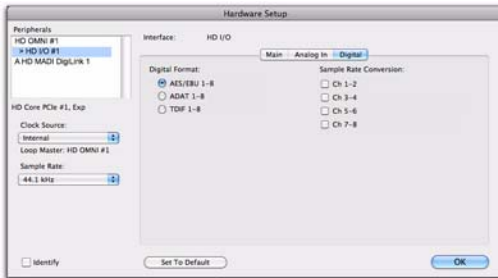 Hardware Setup
Peripherals
HD OMNI #1
> HD I/O #1
A HD MADI DigiLink 1
HD Core PCIe #1, Exp
Clock Source:
Internal
Loop Master: HD OMNI #1
Sample Rate:
44.1 kHz
Identify
Interface: HD I/O
Main Analog In Digital
Digital Format:
AES/EBU 1-8
ADAT 1-8
TDIF 1-8
Sample Rate Conversion:
Ch 1-2
Ch 3-4
Ch 5-6
Ch 7-8
Set To Default
OK